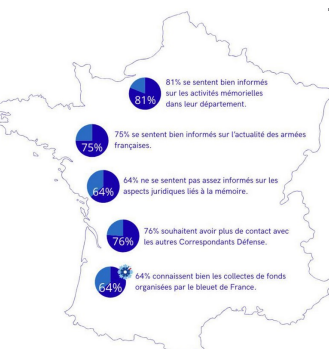 81% se sentent bien informés
sur les activités mémorielles
dans leur département.
81%
75% se sentent bien informés sur l'actualité des armées
françaises.
75%
64% ne se sentent pas assez informés sur les
aspects juridiques liés à la mémoire.
64%
76% souhaitent avoir plus de contact avec
les autres Correspondants Défense.
76%
64% connaissent bien les collectes de fonds
organisées par le bleuet de France.
64%